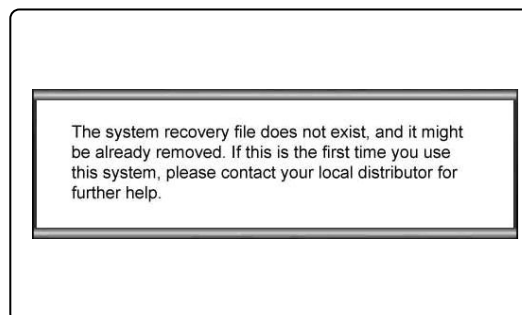 The system recovery file does not exist, and it might
be already removed. If this is the first time you use
this system, please contact your local distributor for
further help.